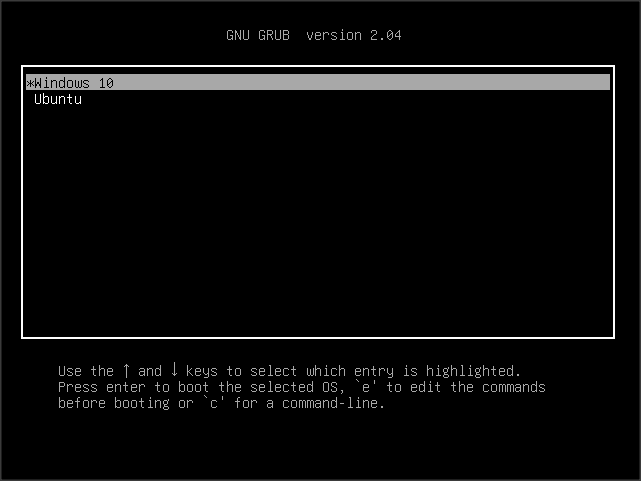 GNU GRUB  version 2.04
*Windows 10
Ubuntu
Use the ↑ and ↓ keys to select which entry is highlighted.
Press enter to boot the selected OS, `e' to edit the commands
before booting or `c' for a command-line.